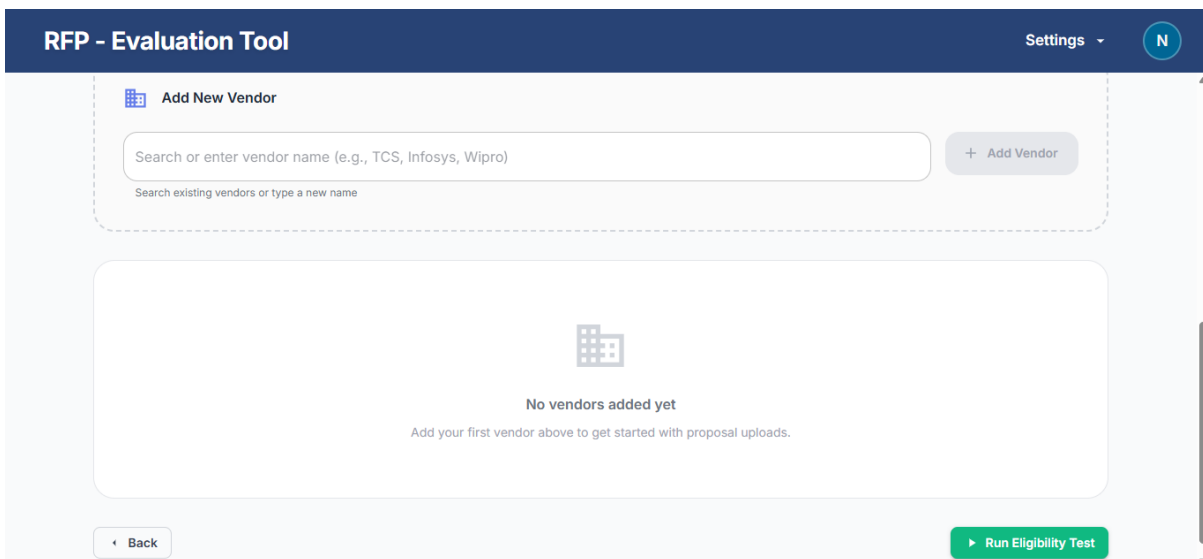 RFP - Evaluation Tool
Settings
N
Add New Vendor
Search or enter vendor name (e.g., TCS, Infosys, Wipro)
+ Add Vendor
Search existing vendors or type a new name
No vendors added yet
Add your first vendor above to get started with proposal uploads.
Back
Run Eligibility Test